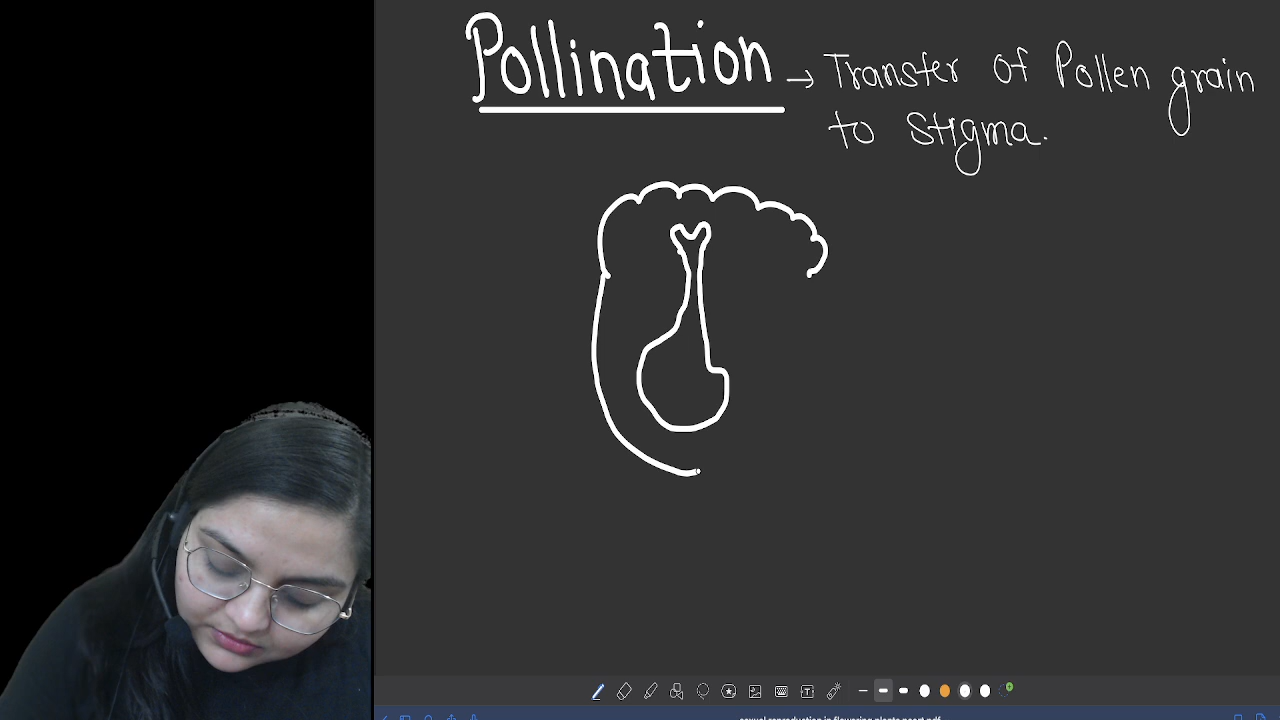 Pollination → Transfer of Pollen grain
to Stigma.